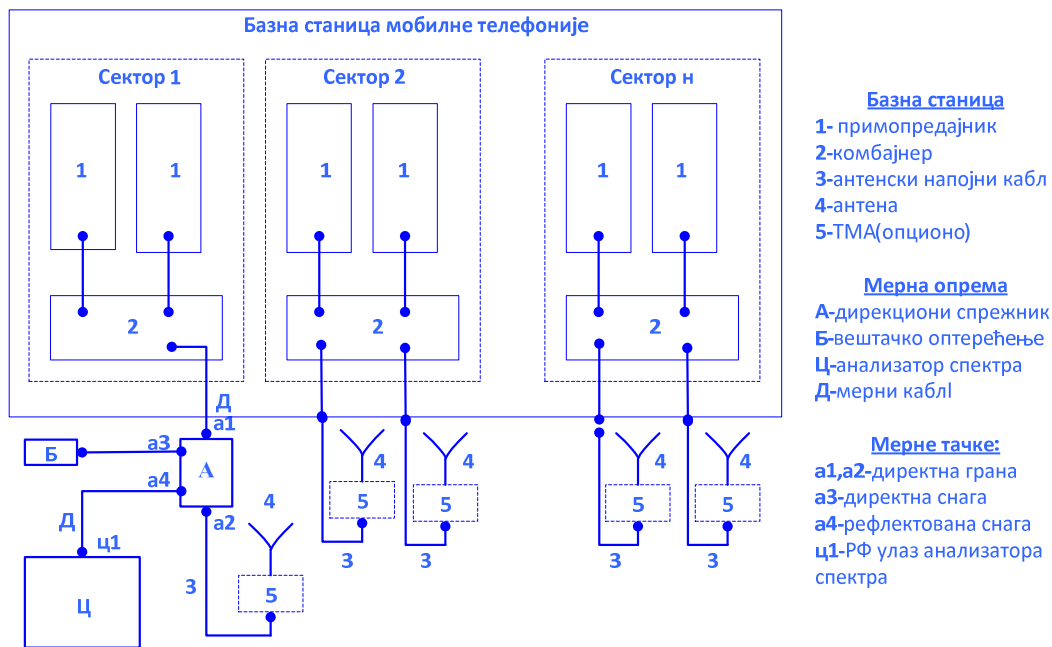 Базна станица мобилне телефоније
Сектор 1
Сектор 2
Сектор н
1
1
1
1
1
1
2
2
2
Д
а1
Б
а3
а4
А
а2
Д
ц1
Ц
3
4
5
4
5
3
4
5
3
4
5
3
4
5
3
Базна станица
1- примопредајник
2-комбајнер
3-антенски напојни кабл
4-антена
5-ТМА(опционо)
Мерна опрема
А-дирекциони спрежник
Б-вештачко оптерећење
Ц-анализатор спектра
Д-мерни каблl
Мерне тачке:
а1,а2-директна грана
а3-директна снага
а4-рефлектована снага
ц1-РФ улаз анализатора
спектра